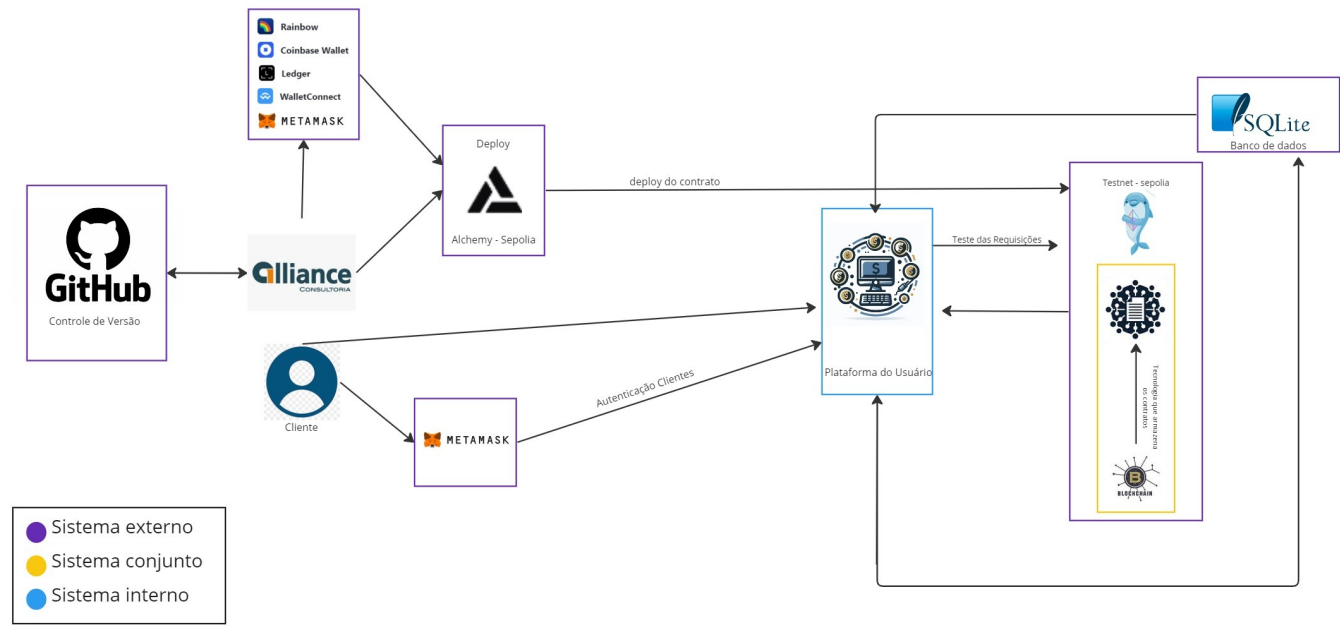 Rainbow
Coinbase Wallet
Ledger
WalletConnect
METAMASK
SQLite
Banco de dados
Deploy
Alchemy - Sepolia
deploy do contrato
Testnet - sepolia
GitHub
Controle de Versão
alliance
CONSULTORIA
Teste das Requisições
Plataforma do Usuário
Cliente
Autenticação Clientes
METAMASK
Tecnologia que armazena
os contratos
B
BLOCKCHAIN
Sistema externo
Sistema conjunto
Sistema interno